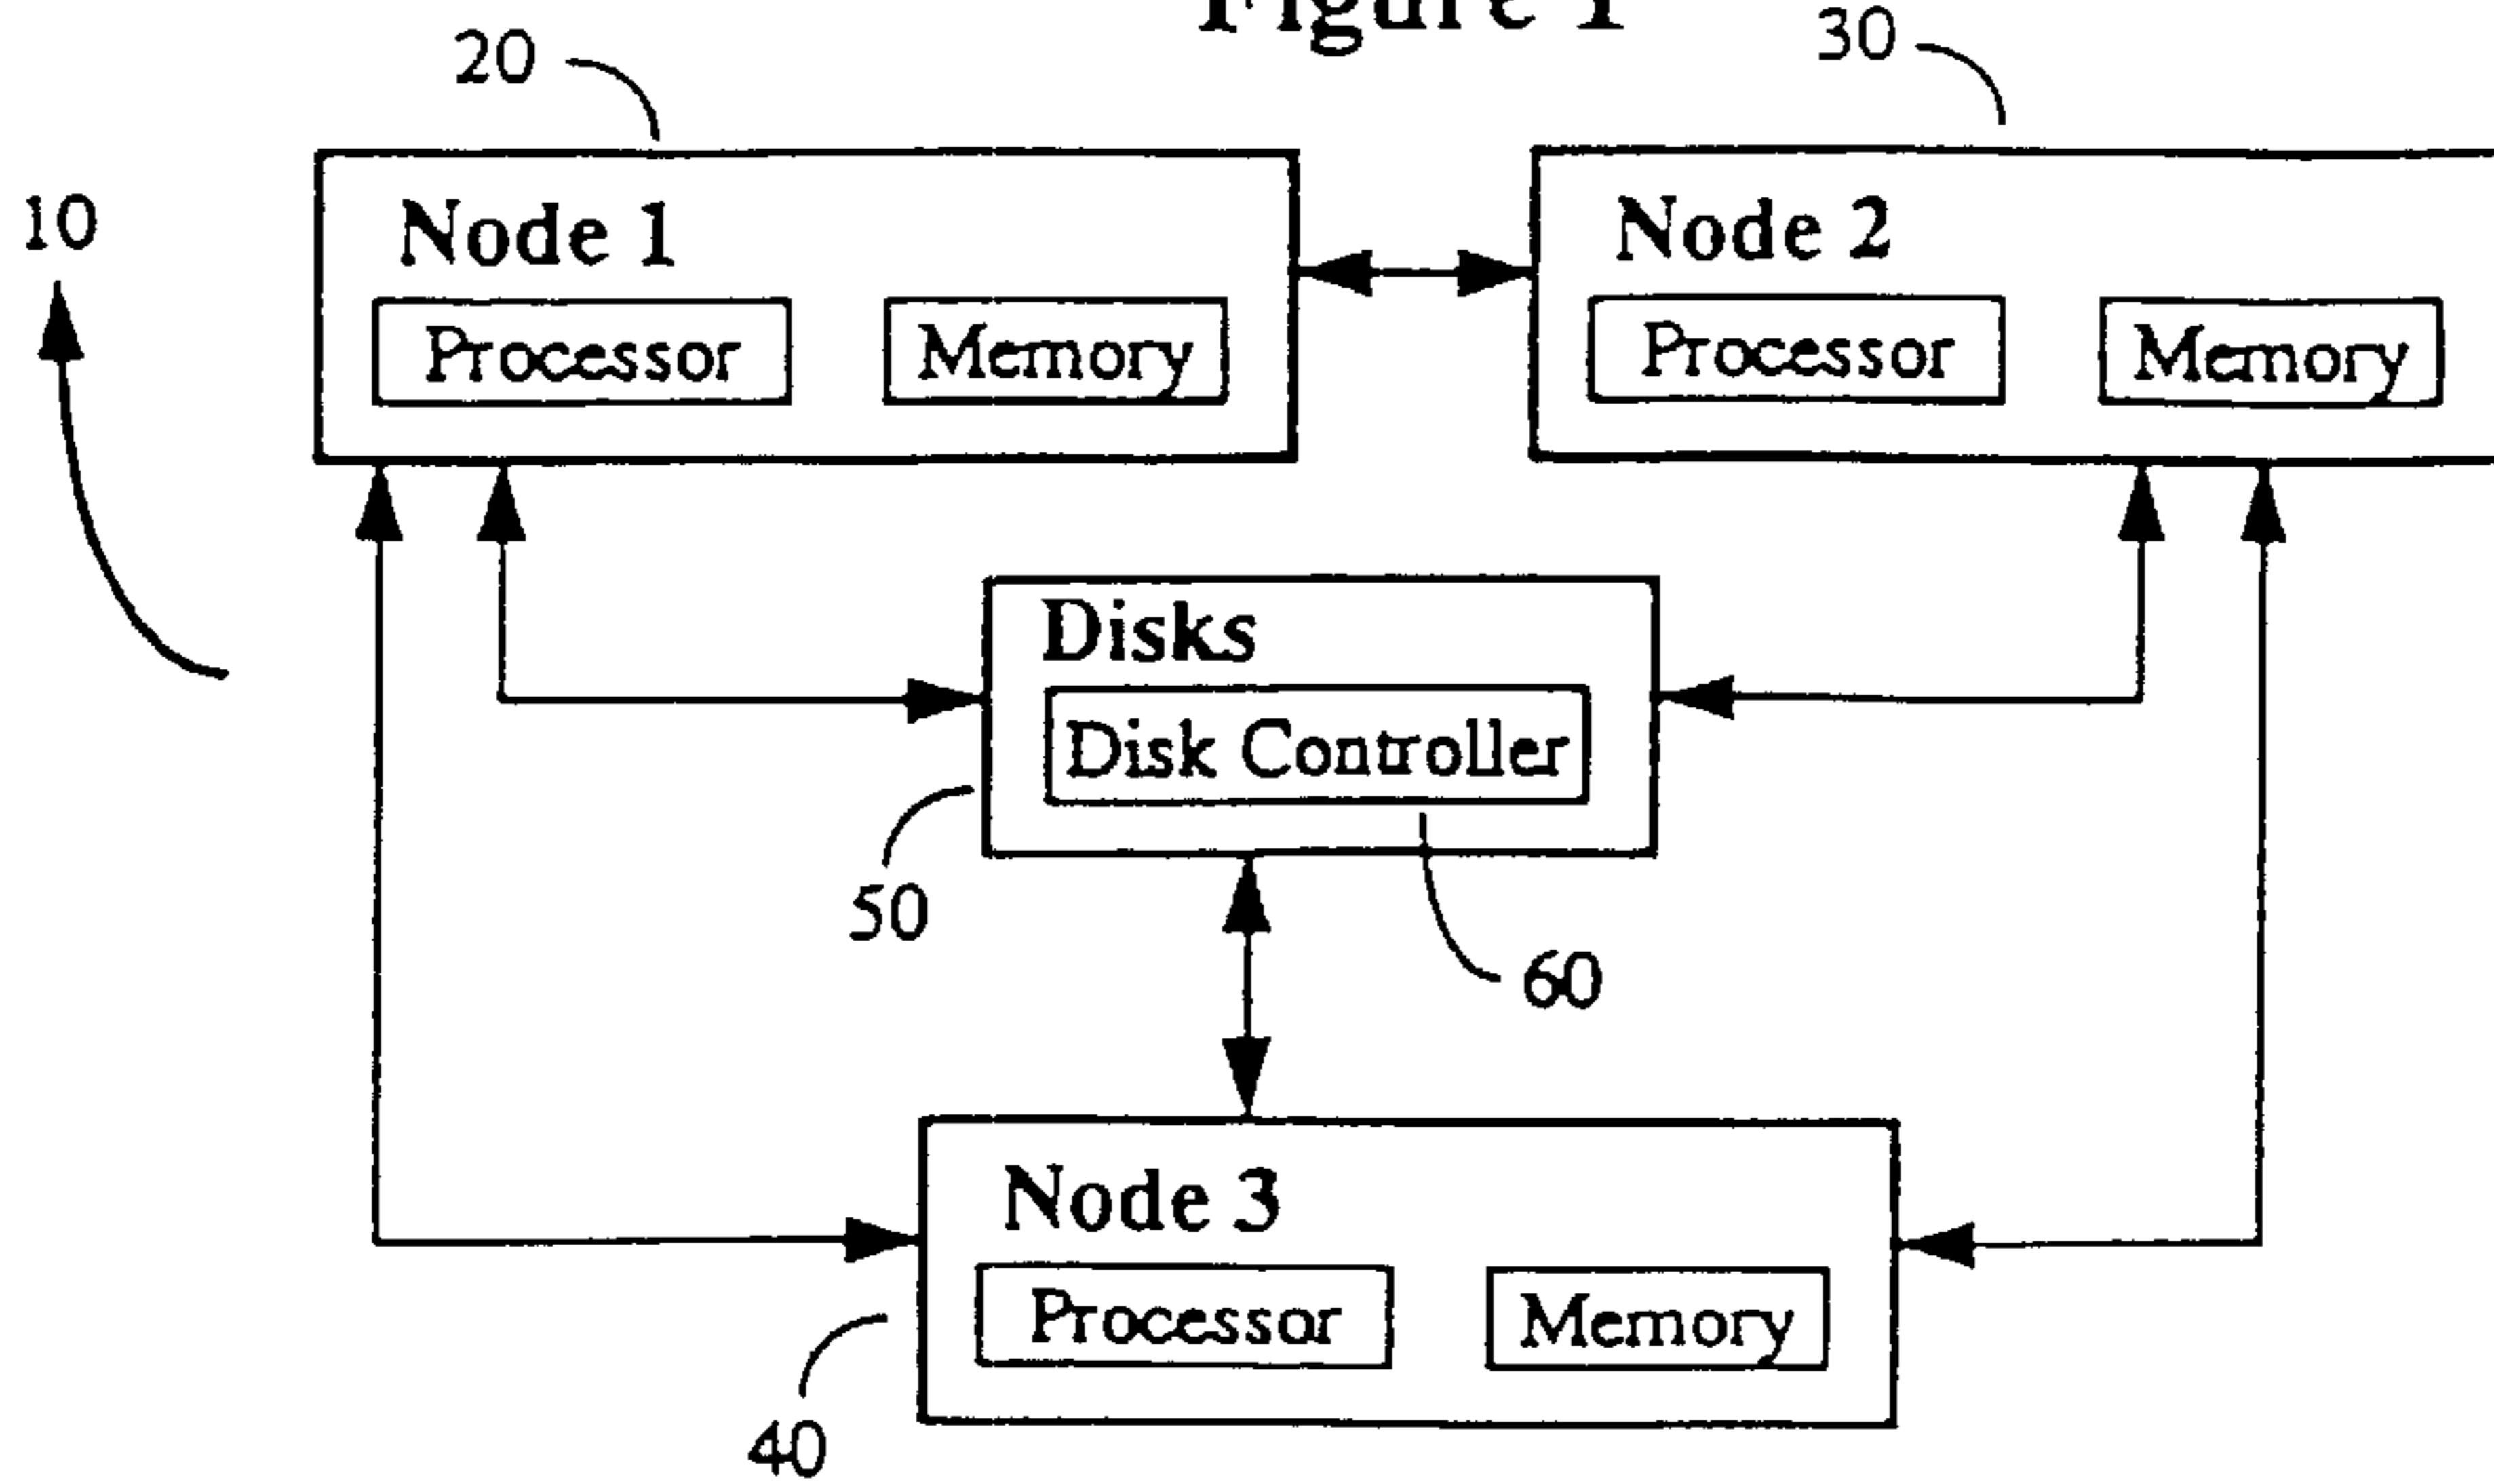 Figure 1
20
30
10
Node 1
Node 2
Processor
Memory
Processor
Memory
Disks
Disk Controller
50
60
Node 3
Processor
Memory
40